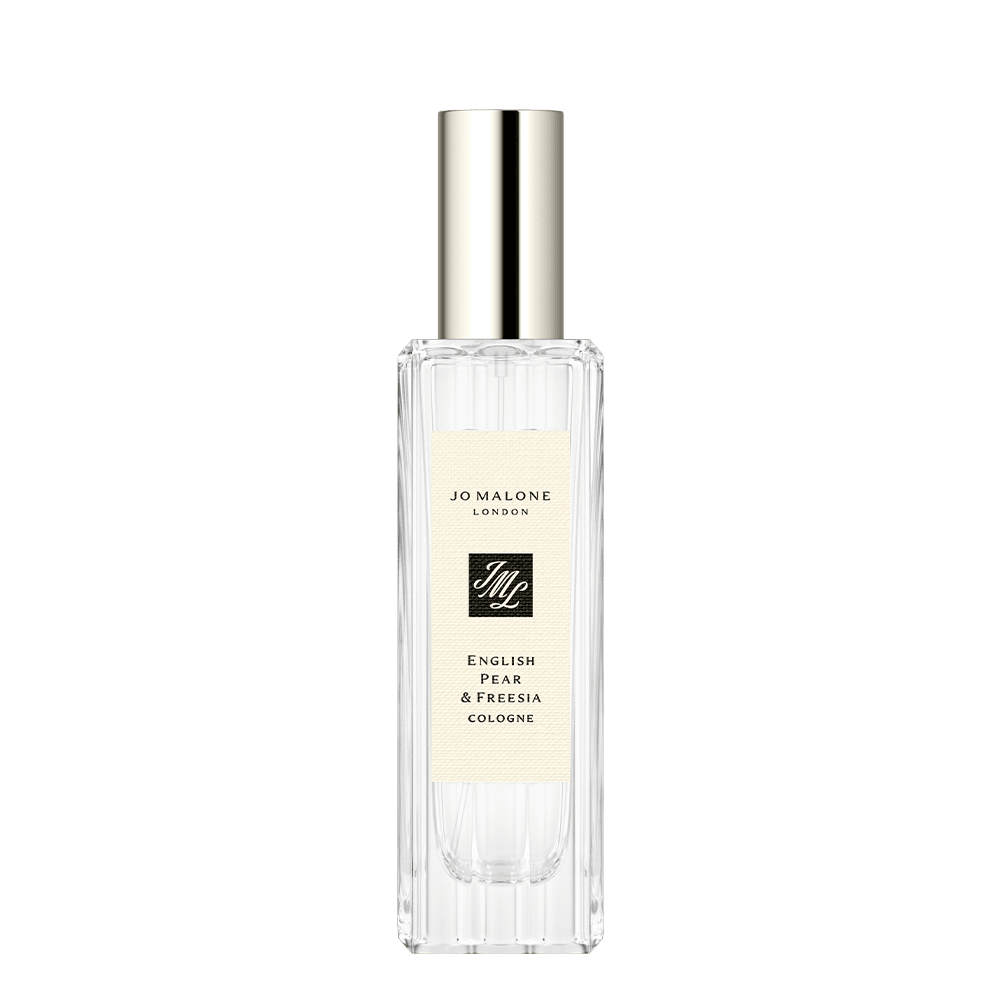 JO MALONE
LONDON
JML
ENGLISH
PEAR
& FREESIA
COLOGNE